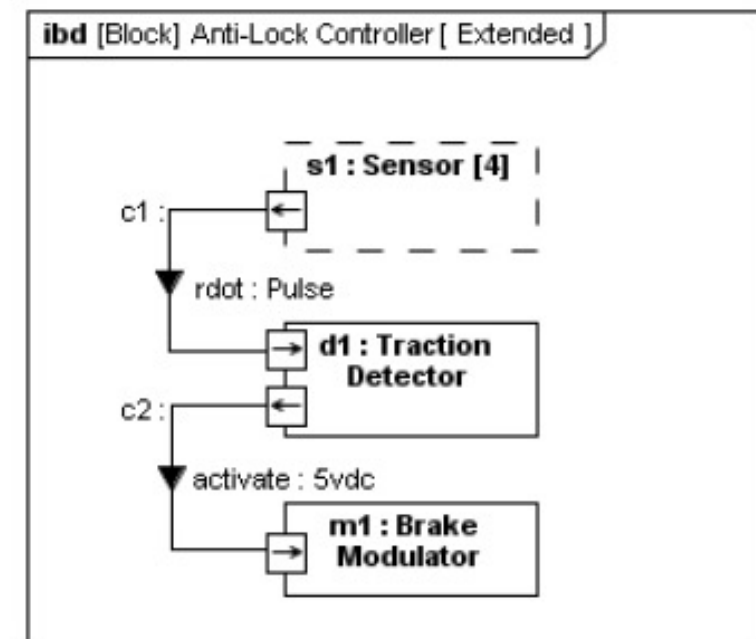 ibd [Block] Anti-Lock Controller [ Extended ]
s1 : Sensor [4]
c1 :
rdot : Pulse
d1 : Traction
Detector
c2 :
activate : 5vdc
m1 : Brake
Modulator